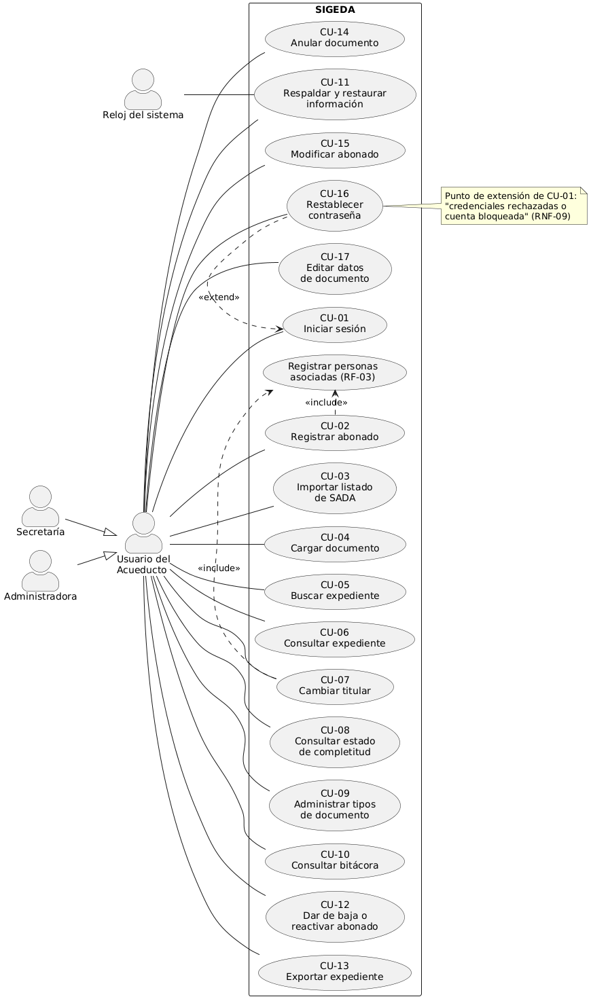 SIGEDA
CU-14
Anular documento
CU-11
Respaldar y restaurar
información
Reloj del sistema
CU-15
Modificar abonado
CU-16
Restablecer
contraseña
Punto de extensión de CU-01:
"credenciales rechazadas o
cuenta bloqueada" (RNF-09)
CU-17
Editar datos
de documento
«extend»
CU-01
Iniciar sesión
Registrar personas
asociadas (RF-03)
«include»
CU-02
Registrar abonado
CU-03
Importar listado
de SADA
Secretaría
CU-04
Cargar documento
Usuario del
Acueducto
«include»
CU-05
Buscar expediente
Administradora
CU-06
Consultar expediente
CU-07
Cambiar titular
CU-08
Consultar estado
de completitud
CU-09
Administrar tipos
de documento
CU-10
Consultar bitácora
CU-12
Dar de baja o
reactivar abonado
CU-13
Exportar expediente